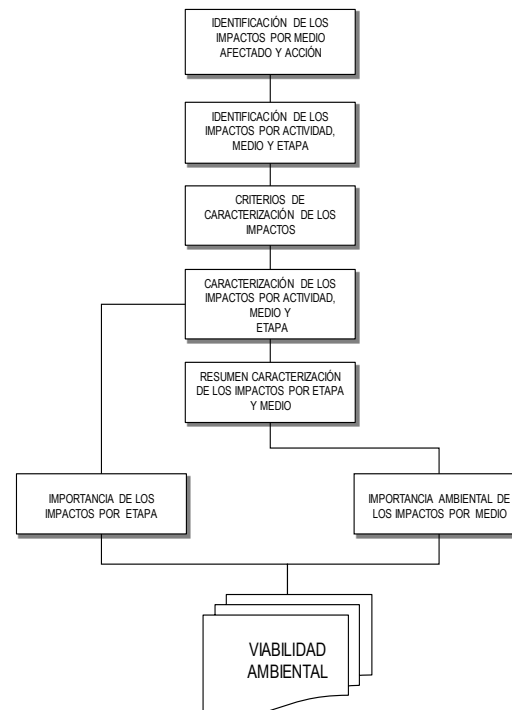 IDENTIFICACIÓN DE LOS
IMPACTOS POR MEDIO
AFECTADO Y ACCIÓN
IDENTIFICACIÓN DE LOS
IMPACTOS POR ACTIVIDAD,
MEDIO Y ETAPA
CRITERIOS DE
CARACTERIZACIÓN DE LOS
IMPACTOS
CARACTERIZACIÓN DE LOS
IMPACTOS POR ACTIVIDAD,
MEDIO Y
ETAPA
RESUMEN CARACTERIZACIÓN
DE LOS IMPACTOS POR ETAPA
Y MEDIO
IMPORTANCIA DE LOS
IMPACTOS POR ETAPA
IMPORTANCIA AMBIENTAL DE
LOS IMPACTOS POR MEDIO
VIABILIDAD
AMBIENTAL